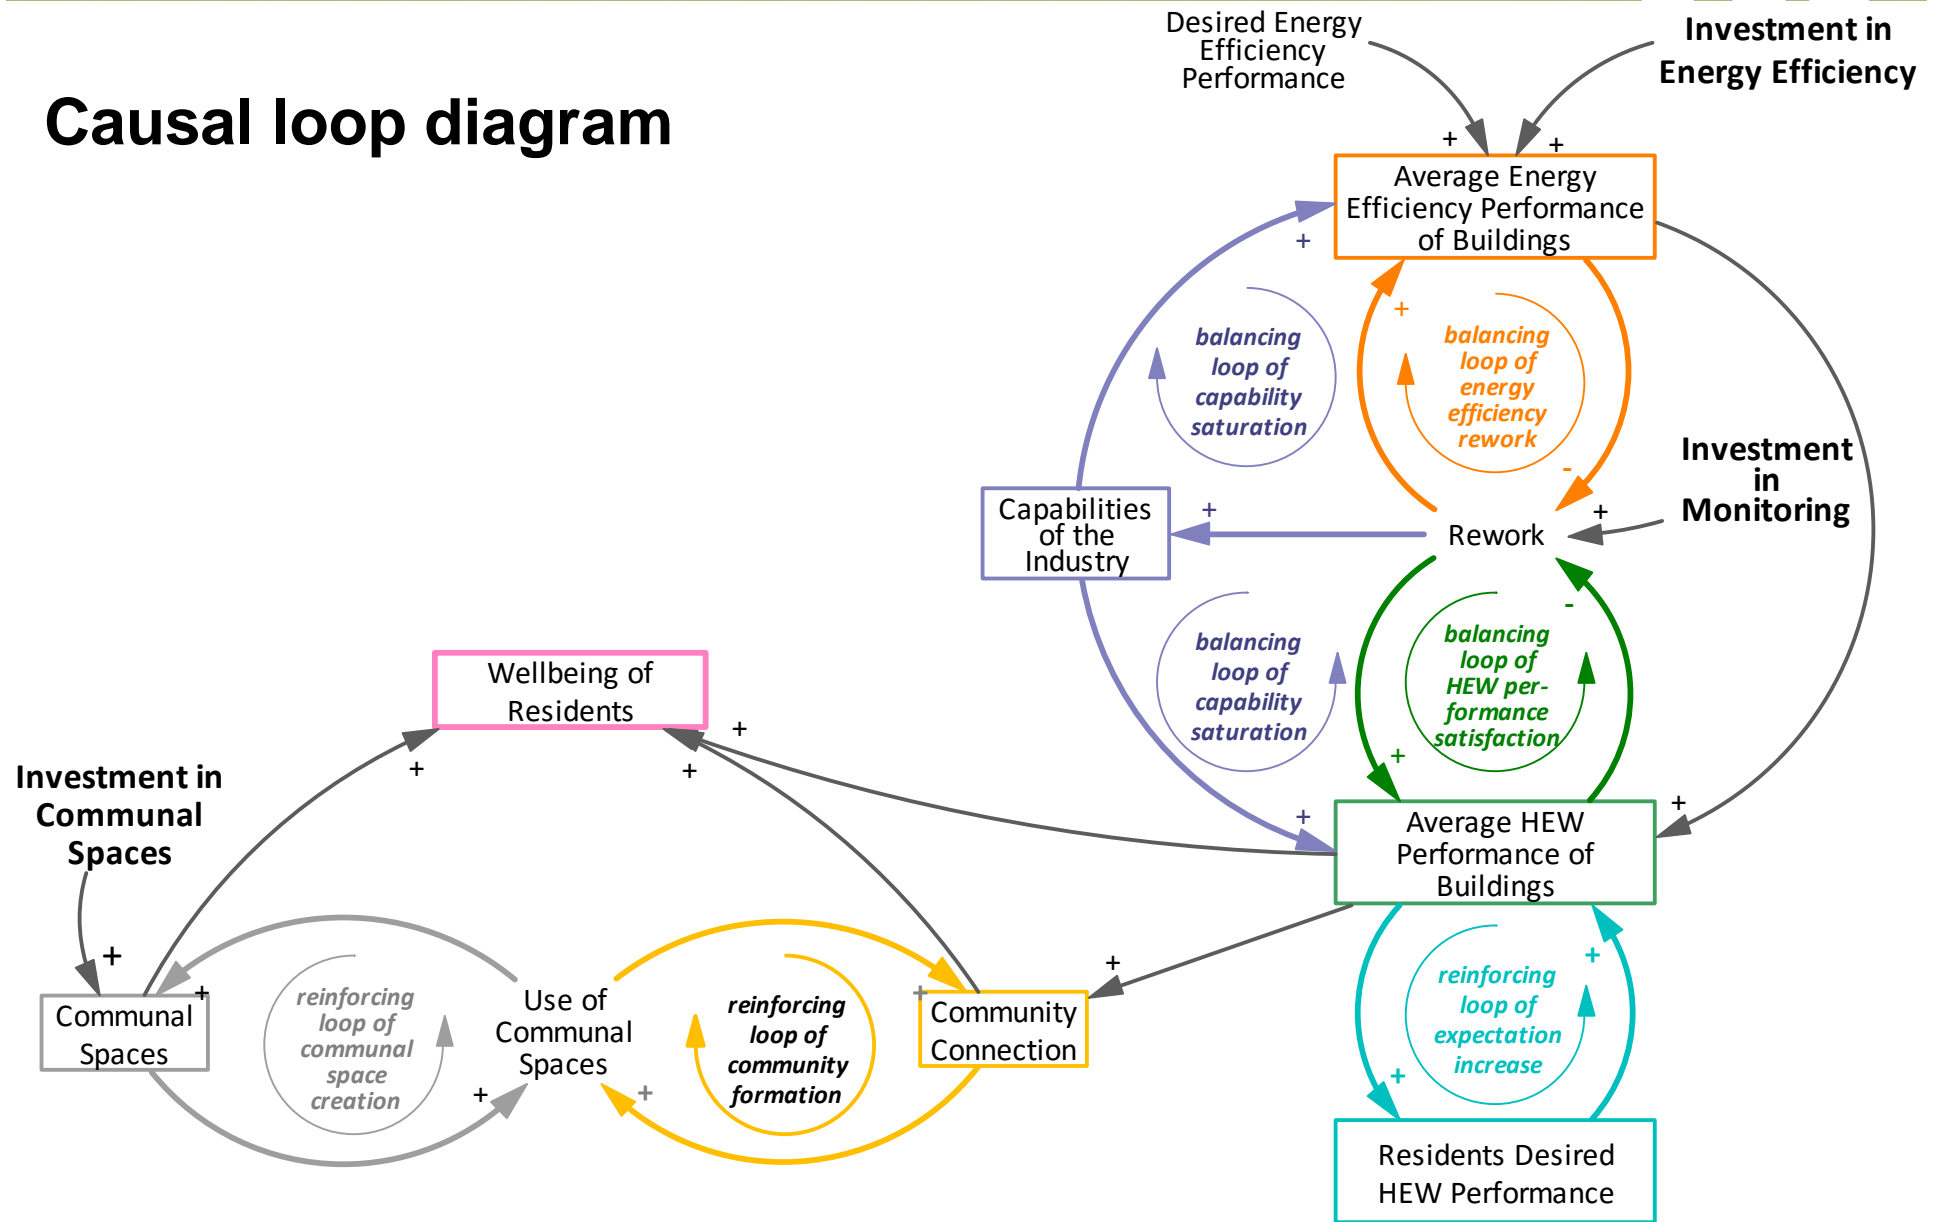 Causal loop diagram
Desired Energy
Efficiency
Performance
Investment in
Energy Efficiency
+
+
Average Energy
Efficiency Performance
of Buildings
+
+
balancing
loop of
capability
saturation
balancing
loop of
energy
efficiency
rework
-
Investment
in
Monitoring
Capabilities
of the
Industry
+
Rework
+
-
balancing
loop of
capability
saturation
balancing
loop of
HEW per-
formance
satisfaction
+
+
+
Average HEW
Performance of
Buildings
Wellbeing of
Residents
+
+
+
Investment in
Communal
Spaces
+
+
Communal
Spaces
reinforcing
loop of
communal
space
creation
+
Use of
Communal
Spaces
+
reinforcing
loop of
community
formation
+
Community
Connection
+
+
reinforcing
loop of
expectation
increase
+
Residents Desired
HEW Performance